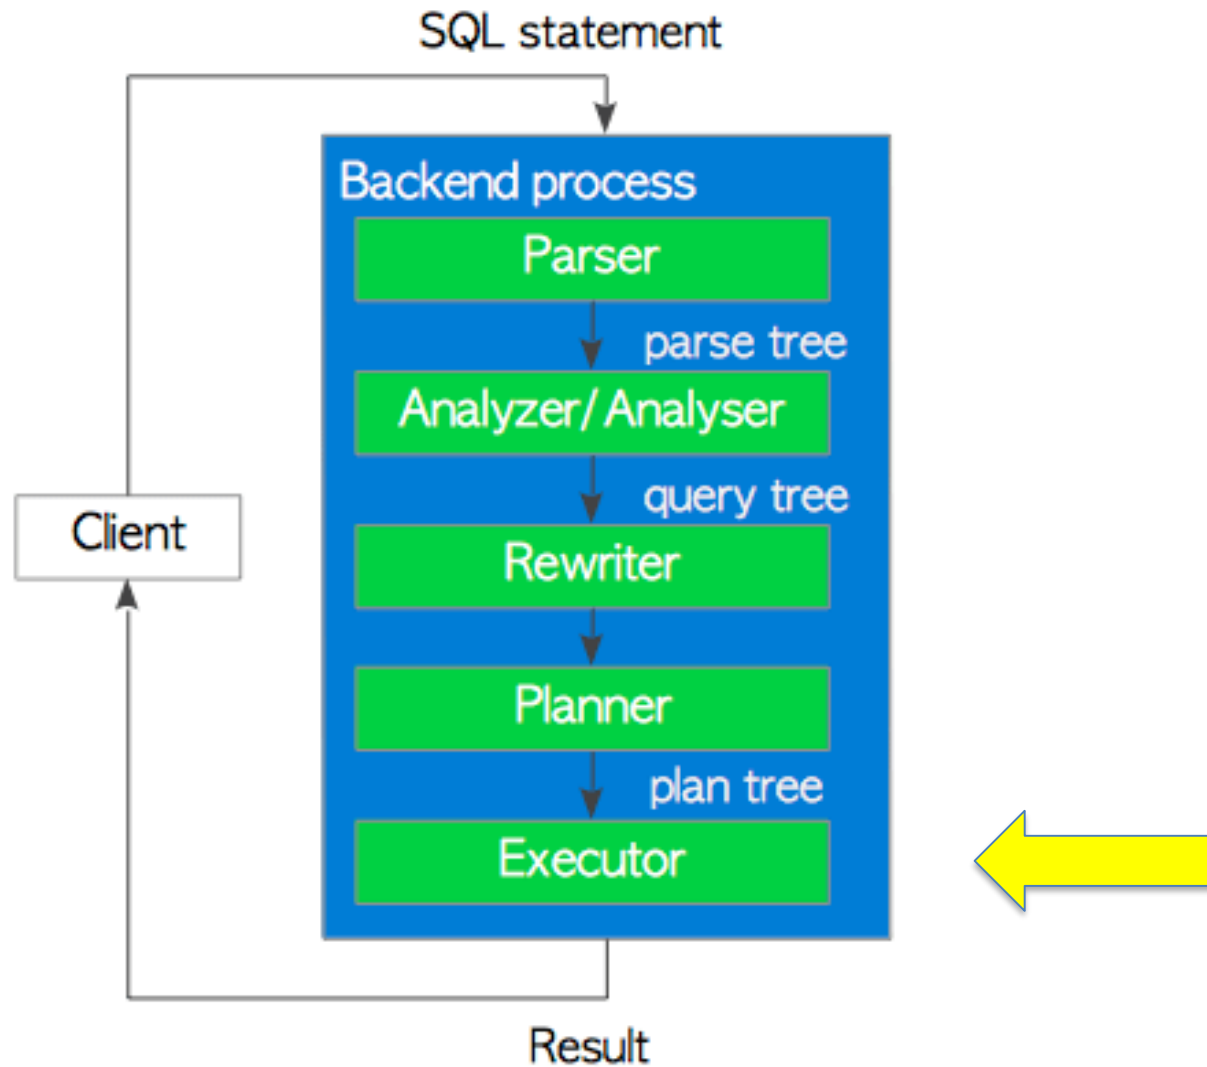 SQL statement
Backend process
Parser
parse tree
Analyzer/Analyser
query tree
Client
Rewriter
Planner
plan tree
Executor
Result